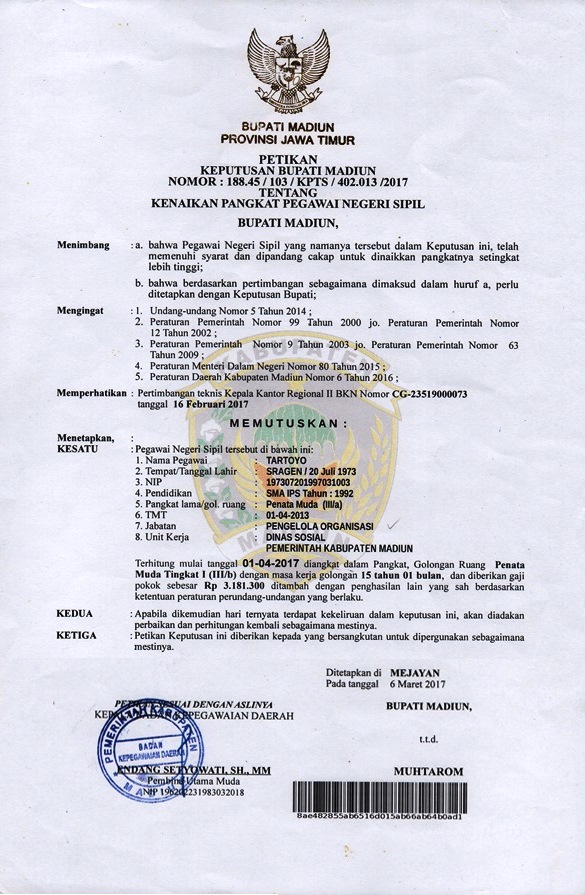 BUPATI MADIUN
PROVINSI JAWA TIMUR
PETIKAN
KEPUTUSAN BUPATI MADIUN
NOMOR : 188.45 / 103 / KPTS / 402.013 /2017
TENTANG
KENAIKAN PANGKAT PEGAWAI NEGERI SIPIL
BUPATI MADIUN,
Menimbang : a. bahwa Pegawai Negeri Sipil yang namanya tersebut dalam Keputusan ini, telah
memenuhi syarat dan dipandang cakap untuk dinaikkan pangkatnya setingkat
lebih tinggi;
b. bahwa berdasarkan pertimbangan sebagaimana dimaksud dalam huruf a, perlu
ditetapkan dengan Keputusan Bupati;
Mengingat : 1. Undang-undang Nomor 5 Tahun 2014 ;
2. Peraturan Pemerintah Nomor 99 Tahun 2000 jo. Peraturan Pemerintah Nomor
12 Tahun 2002 ;
3. Peraturan Pemerintah Nomor 9 Tahun 2003 jo. Peraturan Pemerintah Nomor 63
Tahun 2009 ;
4. Peraturan Menteri Dalam Negeri Nomor 80 Tahun 2015 ;
5. Peraturan Daerah Kabupaten Madiun Nomor 6 Tahun 2016 ;
Memperhatikan : Pertimbangan teknis Kepala Kantor Regional II BKN Nomor CG-23519000073
tanggal 16 Februari 2017
KABUPATEN
MADIUN
M E M U T U S K A N :
Menetapkan, :
KESATU : Pegawai Negeri Sipil tersebut di bawah ini:
1. Nama Pegawai : TARTOYO
2. Tempat/Tanggal Lahir : SRAGEN / 20 Juli 1973
3. NIP : 197307201997031003
4. Pendidikan : SMA IPS Tahun : 1992
5. Pangkat lama/gol. ruang : Penata Muda (III/a)
6. TMT : 01-04-2013
7. Jabatan : PENGELOLA ORGANISASI
8. Unit Kerja : DINAS SOSIAL
PEMERINTAH KABUPATEN MADIUN
Terhitung mulai tanggal 01-04-2017 diangkat dalam Pangkat, Golongan Ruang Penata
Muda Tingkat I (III/b) dengan masa kerja golongan 15 tahun 01 bulan, dan diberikan gaji
pokok sebesar Rp 3.181.300 ditambah dengan penghasilan lain yang sah berdasarkan
ketentuan peraturan perundang-undangan yang berlaku.
KEDUA : Apabila dikemudian hari ternyata terdapat kekeliruan dalam keputusan ini, akan diadakan
perbaikan dan perhitungan kembali sebagaimana mestinya.
KETIGA : Petikan Keputusan ini diberikan kepada yang bersangkutan untuk dipergunakan sebagaimana
mestinya.
Ditetapkan di MEJAYAN
Pada tanggal 6 Maret 2017
PETIKAN SESUAI DENGAN ASLINYA
KEPALA BADAN KEPEGAWAIAN DAERAH
BUPATI MADIUN,
t.t.d.
PEMERINTAH KABUPATEN
BADAN
KEPEGAWAIAN DAERAH
ENDANG SETYOWATI, SH., MM
Pembina Utama Muda
NIP 196202231983032018
MUHTAROM
8ae482855ab6516d015ab66ab64b0ad1